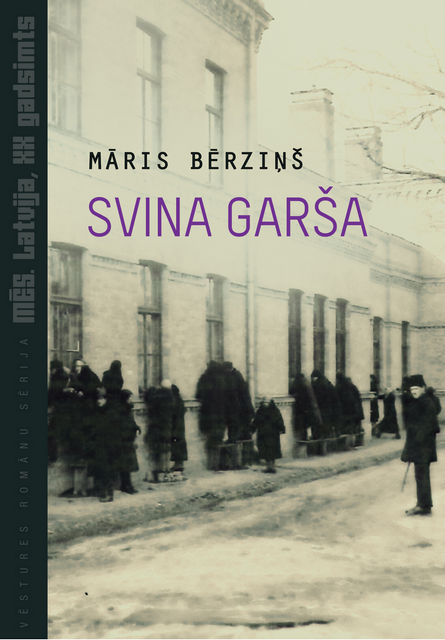 MĀRIS BĒRZIŅŠ
SVINA GARŠA
VĒSTURES ROMĀNU SĒRIJA
MĒS. Latvija, XX gadsimts